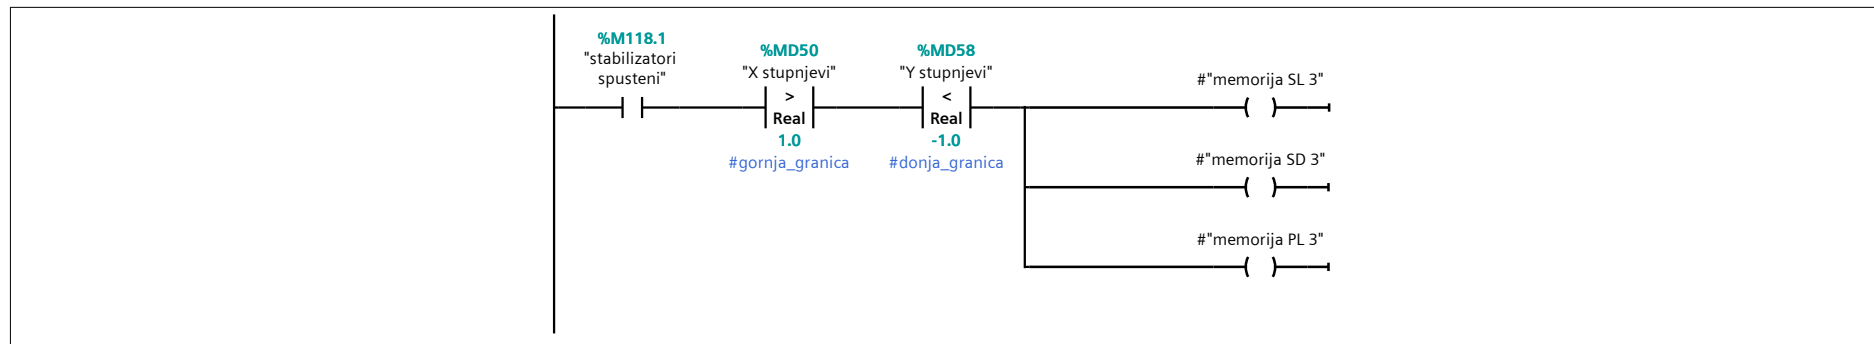 %M118.1
"stabilizatori
spusteni"
%MD50
"X stupnjevi"
>
Real
1.0
#gornja_granica
%MD58
"Y stupnjevi"
<
Real
-1.0
#donja_granica
#"memorija SL 3"
#"memorija SD 3"
#"memorija PL 3"